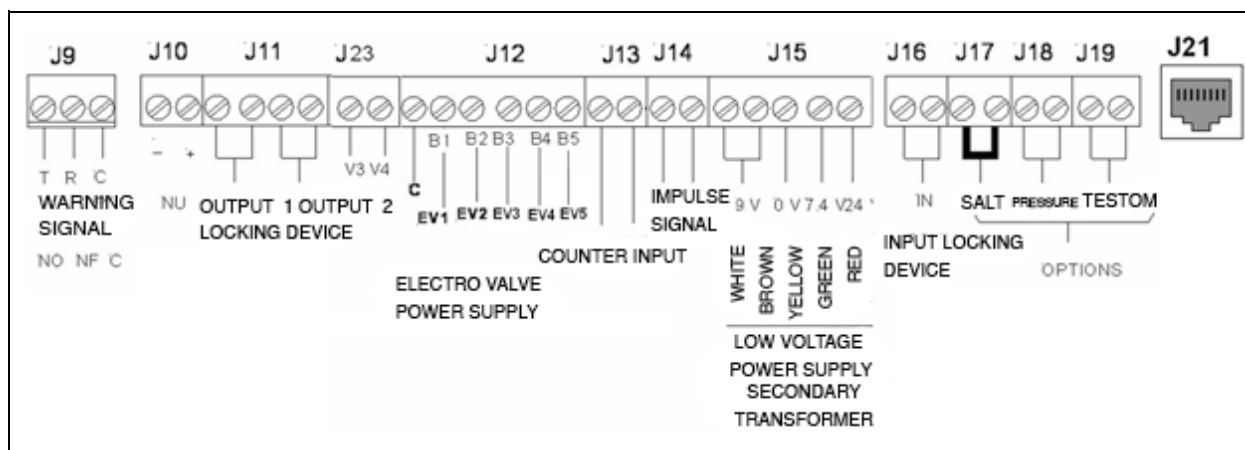 J9 J10 J11 J23 J12 J13 J14 J15 J16 J17 J18 J19 J21
T R C
WARNING
SIGNAL
NO NF C
- +
NU
OUTPUT 1 OUTPUT 2
LOCKING DEVICE
V3 V4
B1 B2 B3 B4 B5
C
EV1 EV2 EV3 EV4 EV5
ELECTRO VALVE
POWER SUPPLY
COUNTER INPUT
IMPULSE
SIGNAL
9 V 0 V 7,4 V24 V
WHITE
BROWN
YELLOW
GREEN
RED
LOW VOLTAGE
POWER SUPPLY
SECONDARY
TRANSFORMER
IN
INPUT LOCKING
DEVICE
SALT PRESSURE TESTOM
OPTIONS